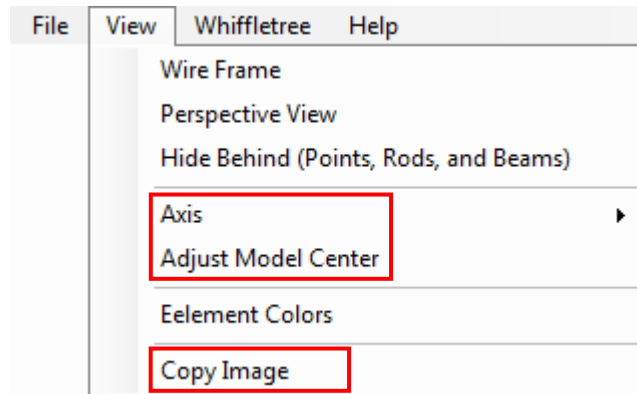 File View Whiffletree Help
Wire Frame
Perspective View
Hide Behind (Points, Rods, and Beams)
Axis
Adjust Model Center
Eelement Colors
Copy Image